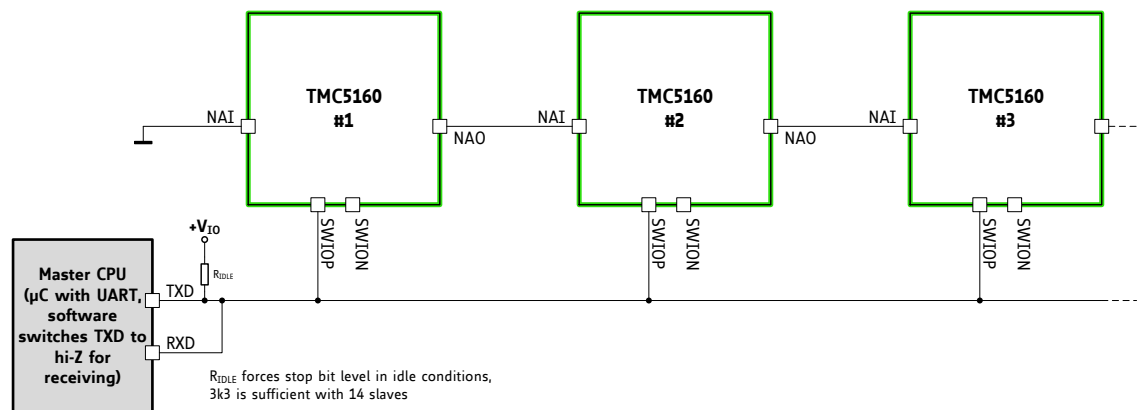 TMC5160
#1
TMC5160
#2
TMC5160
#3
NAI
NAO
NAI
NAO
NAI
SWIOP
SWION
SWIOP
SWION
SWIOP
SWION
+VIO
RIDLE
Master CPU
(µC with UART,
software
switches TXD to
hi-Z for
receiving)
TXD
RXD
RIDLE forces stop bit level in idle conditions,
3k3 is sufficient with 14 slaves